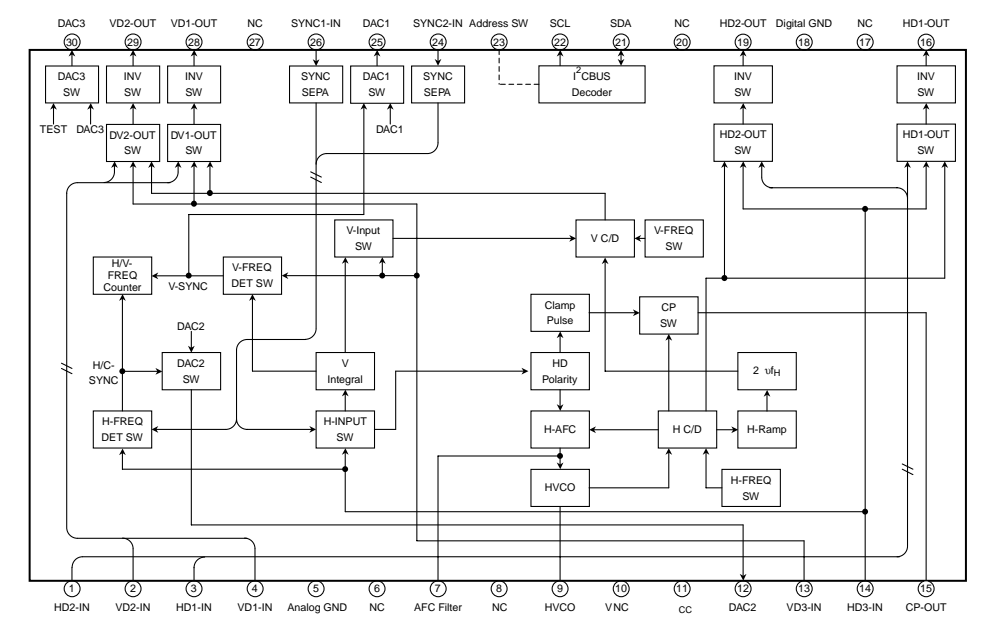 DAC3 VD2-OUT VD1-OUT NC SYNC1-IN DAC1 SYNC2-IN Address SW SCL SDA NC HD2-OUT Digital GND NC HD1-OUT
30 29 28 27 26 25 24 23 22 21 20 19 18 17 16
DAC3
SW
INV
SW
INV
SW
SYNC
SEPA
DAC1
SW
SYNC
SEPA
I2CBUS
Decoder
INV
SW
INV
SW
TEST
DAC3
DAC1
DV2-OUT
SW
DV1-OUT
SW
HD2-OUT
SW
HD1-OUT
SW
V-Input
SW
V C/D
V-FREQ
SW
H/V-
FREQ
Counter
V-SYNC
V-FREQ
DET SW
Clamp
Pulse
CP
SW
DAC2
H/C-
SYNC
DAC2
SW
V
Integral
HD
Polarity
2 υfH
H-FREQ
DET SW
H-INPUT
SW
H-AFC
H C/D
H-Ramp
HVCO
H-FREQ
SW
1 2 3 4 5 6 7 8 9 10 11 12 13 14 15
HD2-IN VD2-IN HD1-IN VD1-IN Analog GND NC AFC Filter NC HVCO V NC CC DAC2 VD3-IN HD3-IN CP-OUT